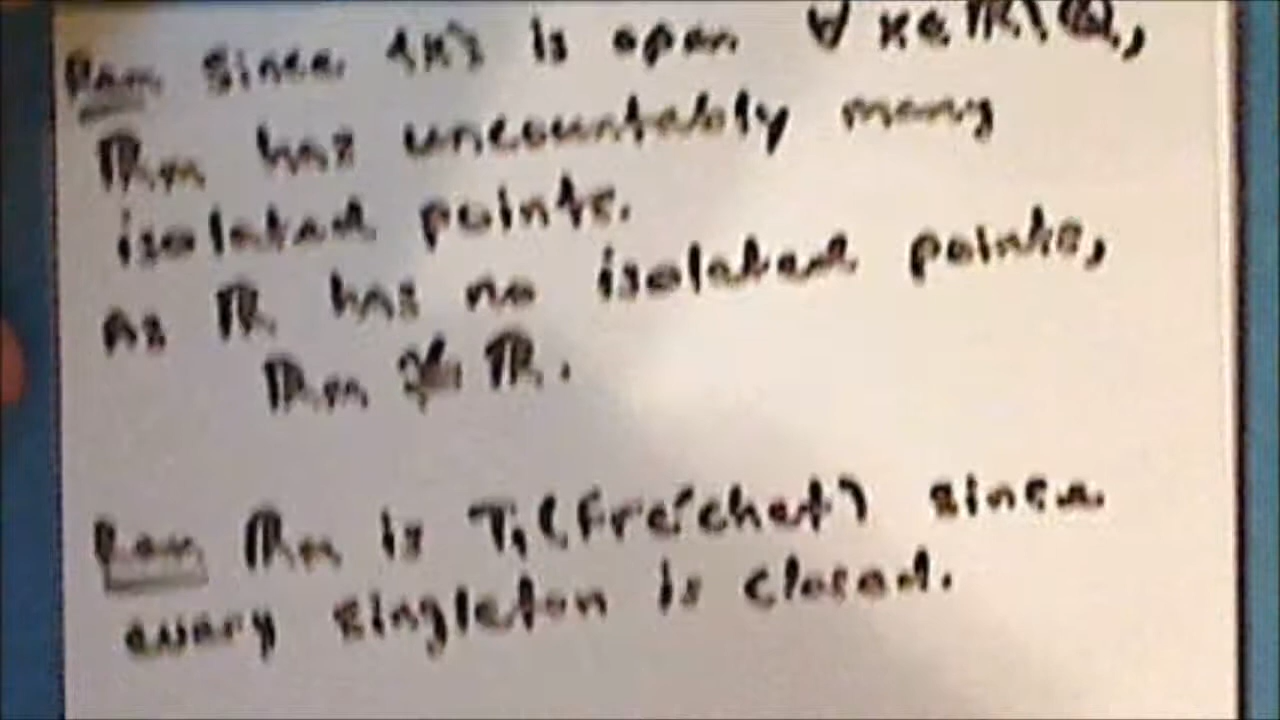 Rem Since {x} is open ∀ x∈ℝ\ℚ,
ℝm has uncountably many
isolated points.
As ℝ has no isolated points,
ℝm ≇ ℝ.
Rem ℝm is T₁(Fréchet) since
every singleton is closed.